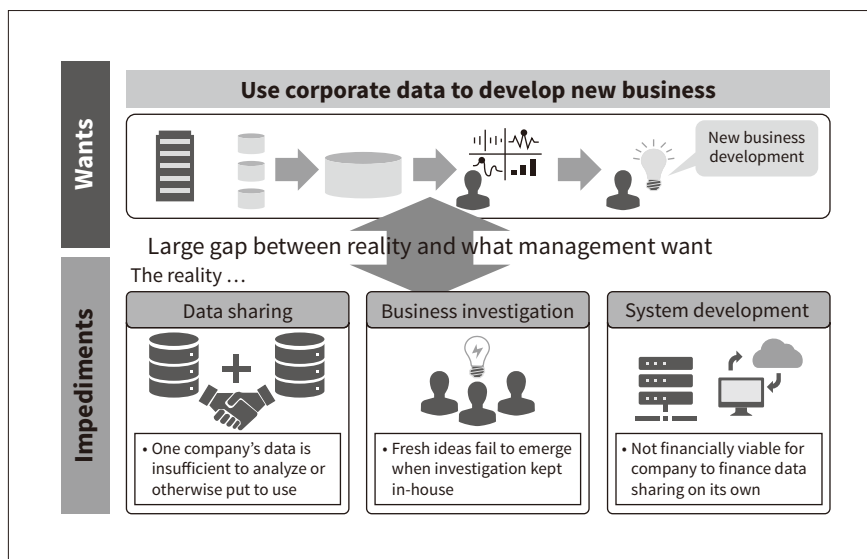 Wants
Use corporate data to develop new business
New business
development
Large gap between reality and what management want
Impediments
The reality …
Data sharing
• One company’s data is
insufficient to analyze or
otherwise put to use
Business investigation
• Fresh ideas fail to emerge
when investigation kept
in-house
System development
• Not financially viable for
company to finance data
sharing on its own